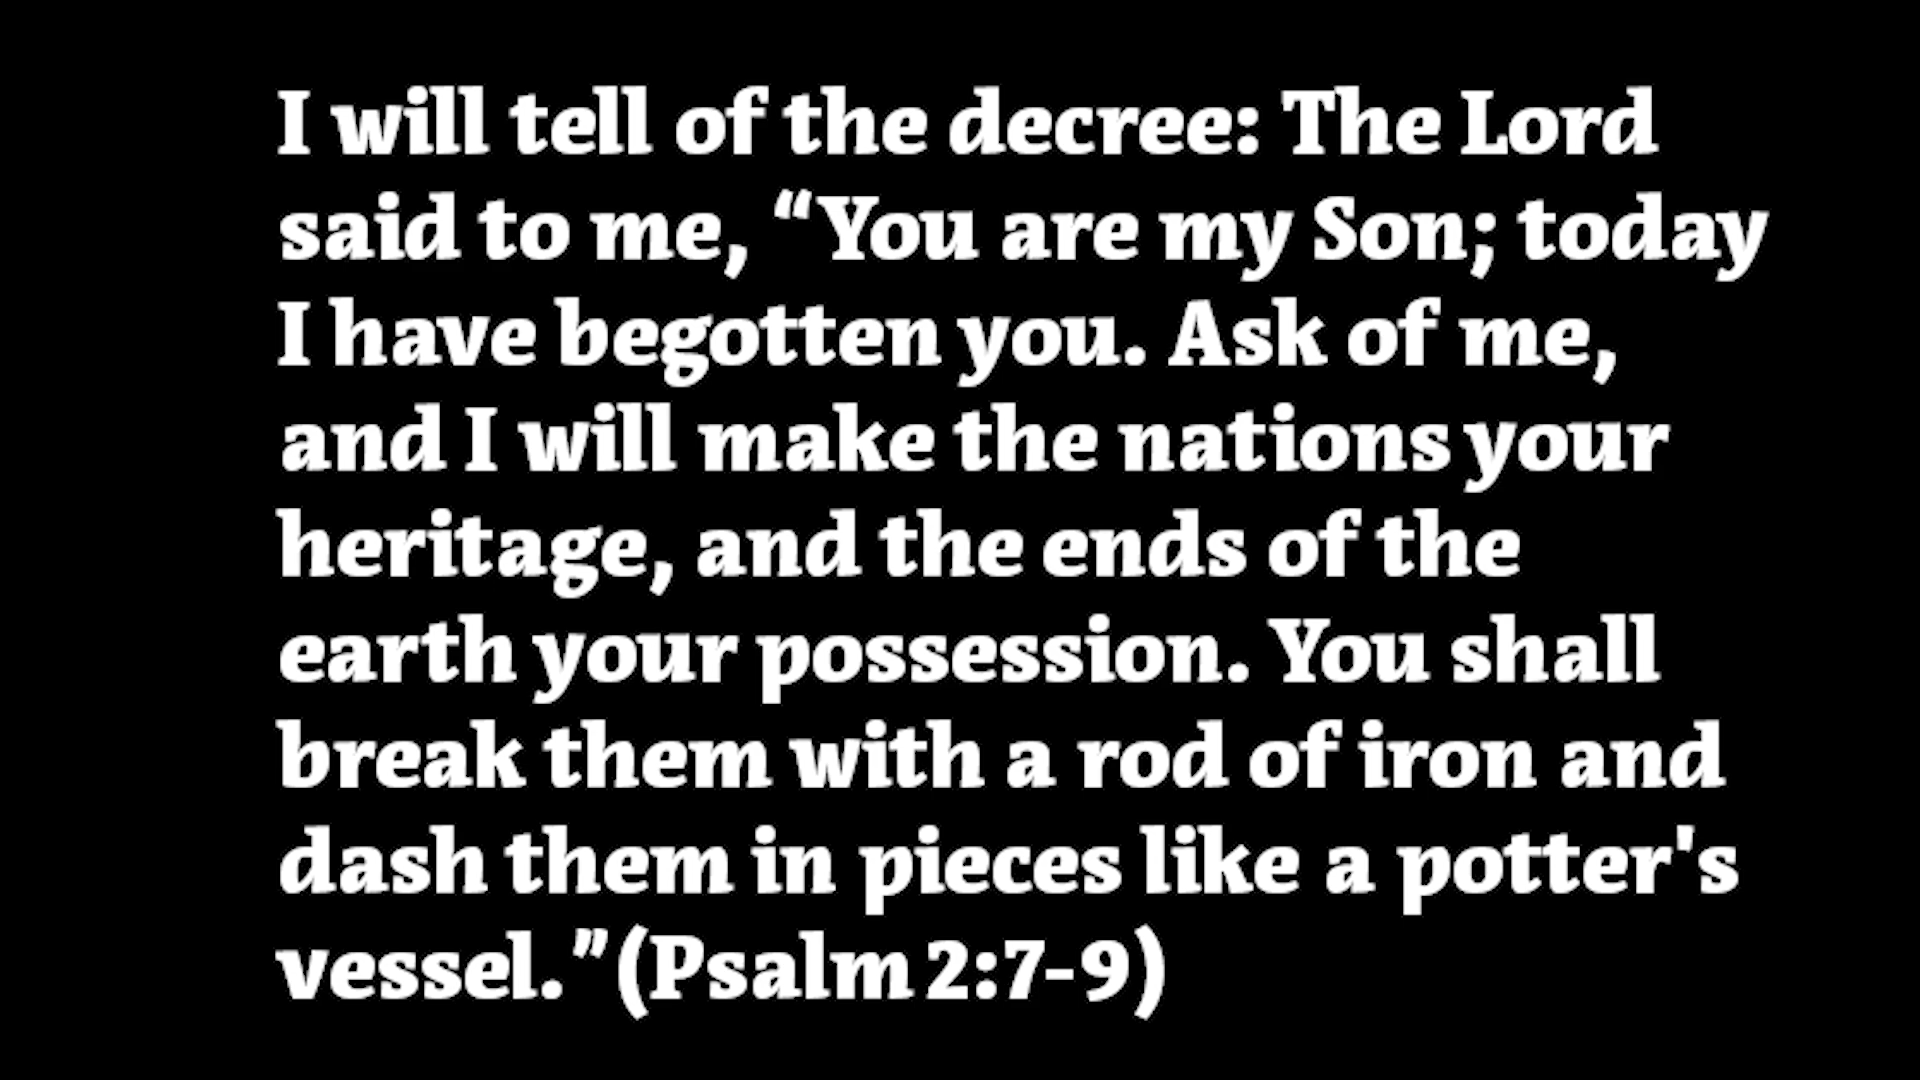 I will tell of the decree: The Lord
said to me, “You are my Son; today
I have begotten you. Ask of me,
and I will make the nations your
heritage, and the ends of the
earth your possession. You shall
break them with a rod of iron and
dash them in pieces like a potter's
vessel.”(Psalm 2:7-9)